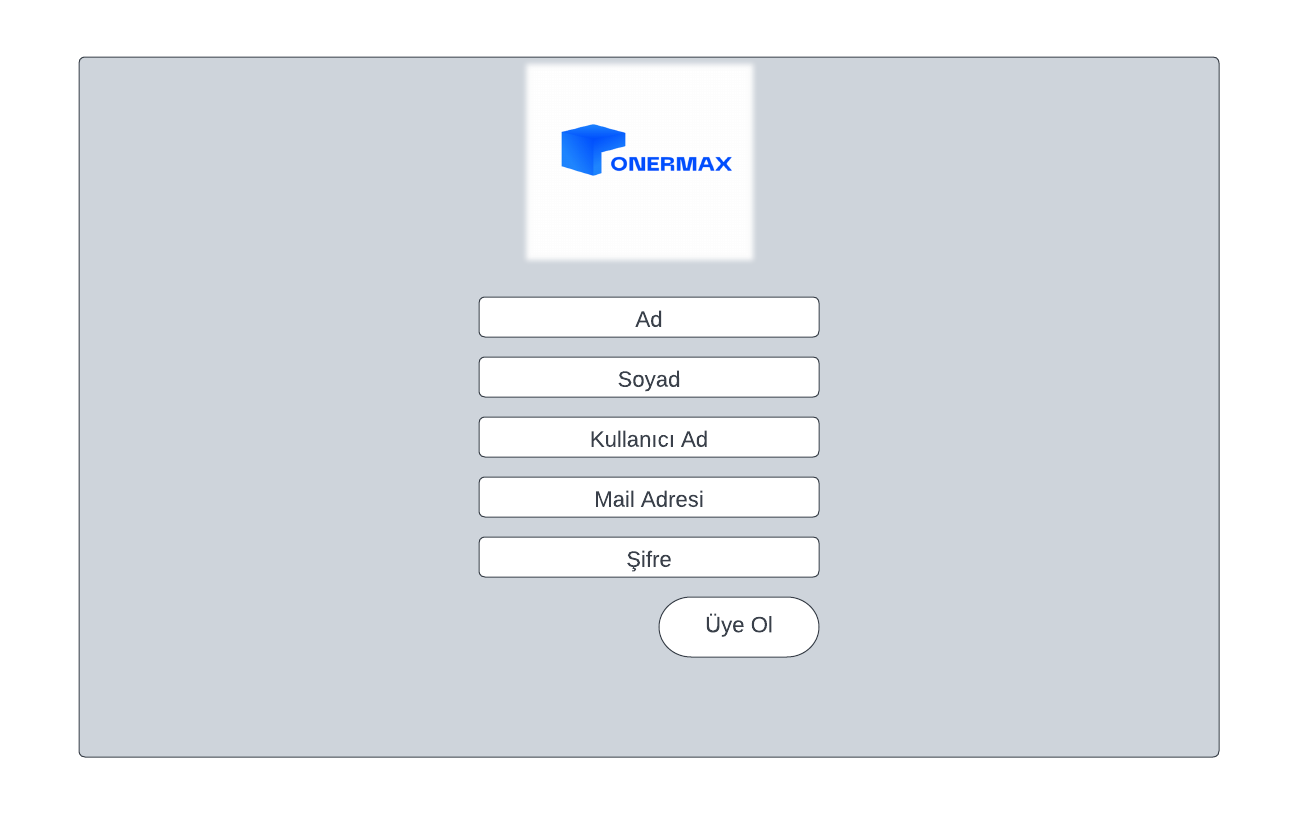 ONERMAX
Ad
Soyad
Kullanıcı Ad
Mail Adresi
Şifre
Üye Ol